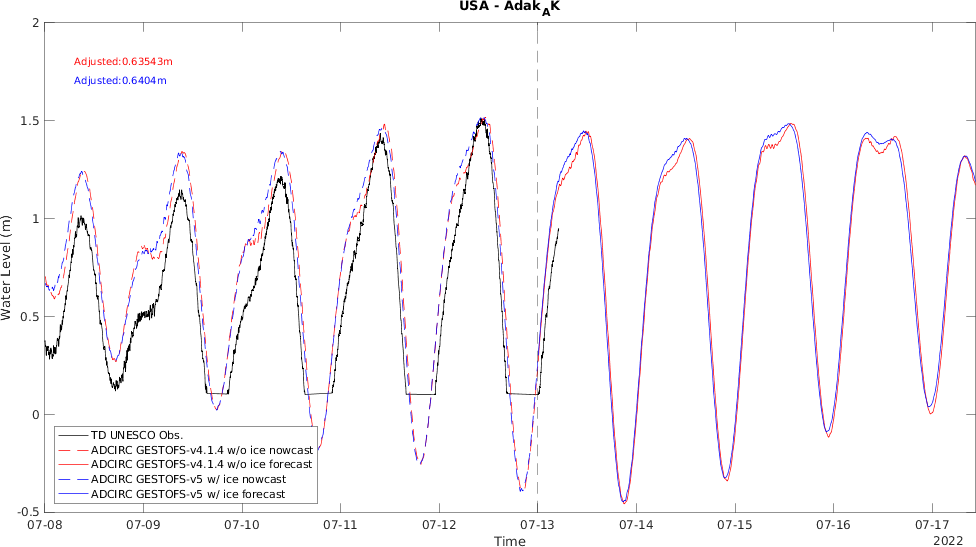 USA - Adak_AK
2
1.5
1
0.5
0
-0.5
Water Level (m)
Adjusted:0.63543m
Adjusted:0.6404m
TD UNESCO Obs.
ADCIRC GESTOFS-v4.1.4 w/o ice nowcast
ADCIRC GESTOFS-v4.1.4 w/o ice forecast
ADCIRC GESTOFS-v5 w/ ice nowcast
ADCIRC GESTOFS-v5 w/ ice forecast
07-08 07-09 07-10 07-11 07-12 07-13 07-14 07-15 07-16 07-17
Time
2022